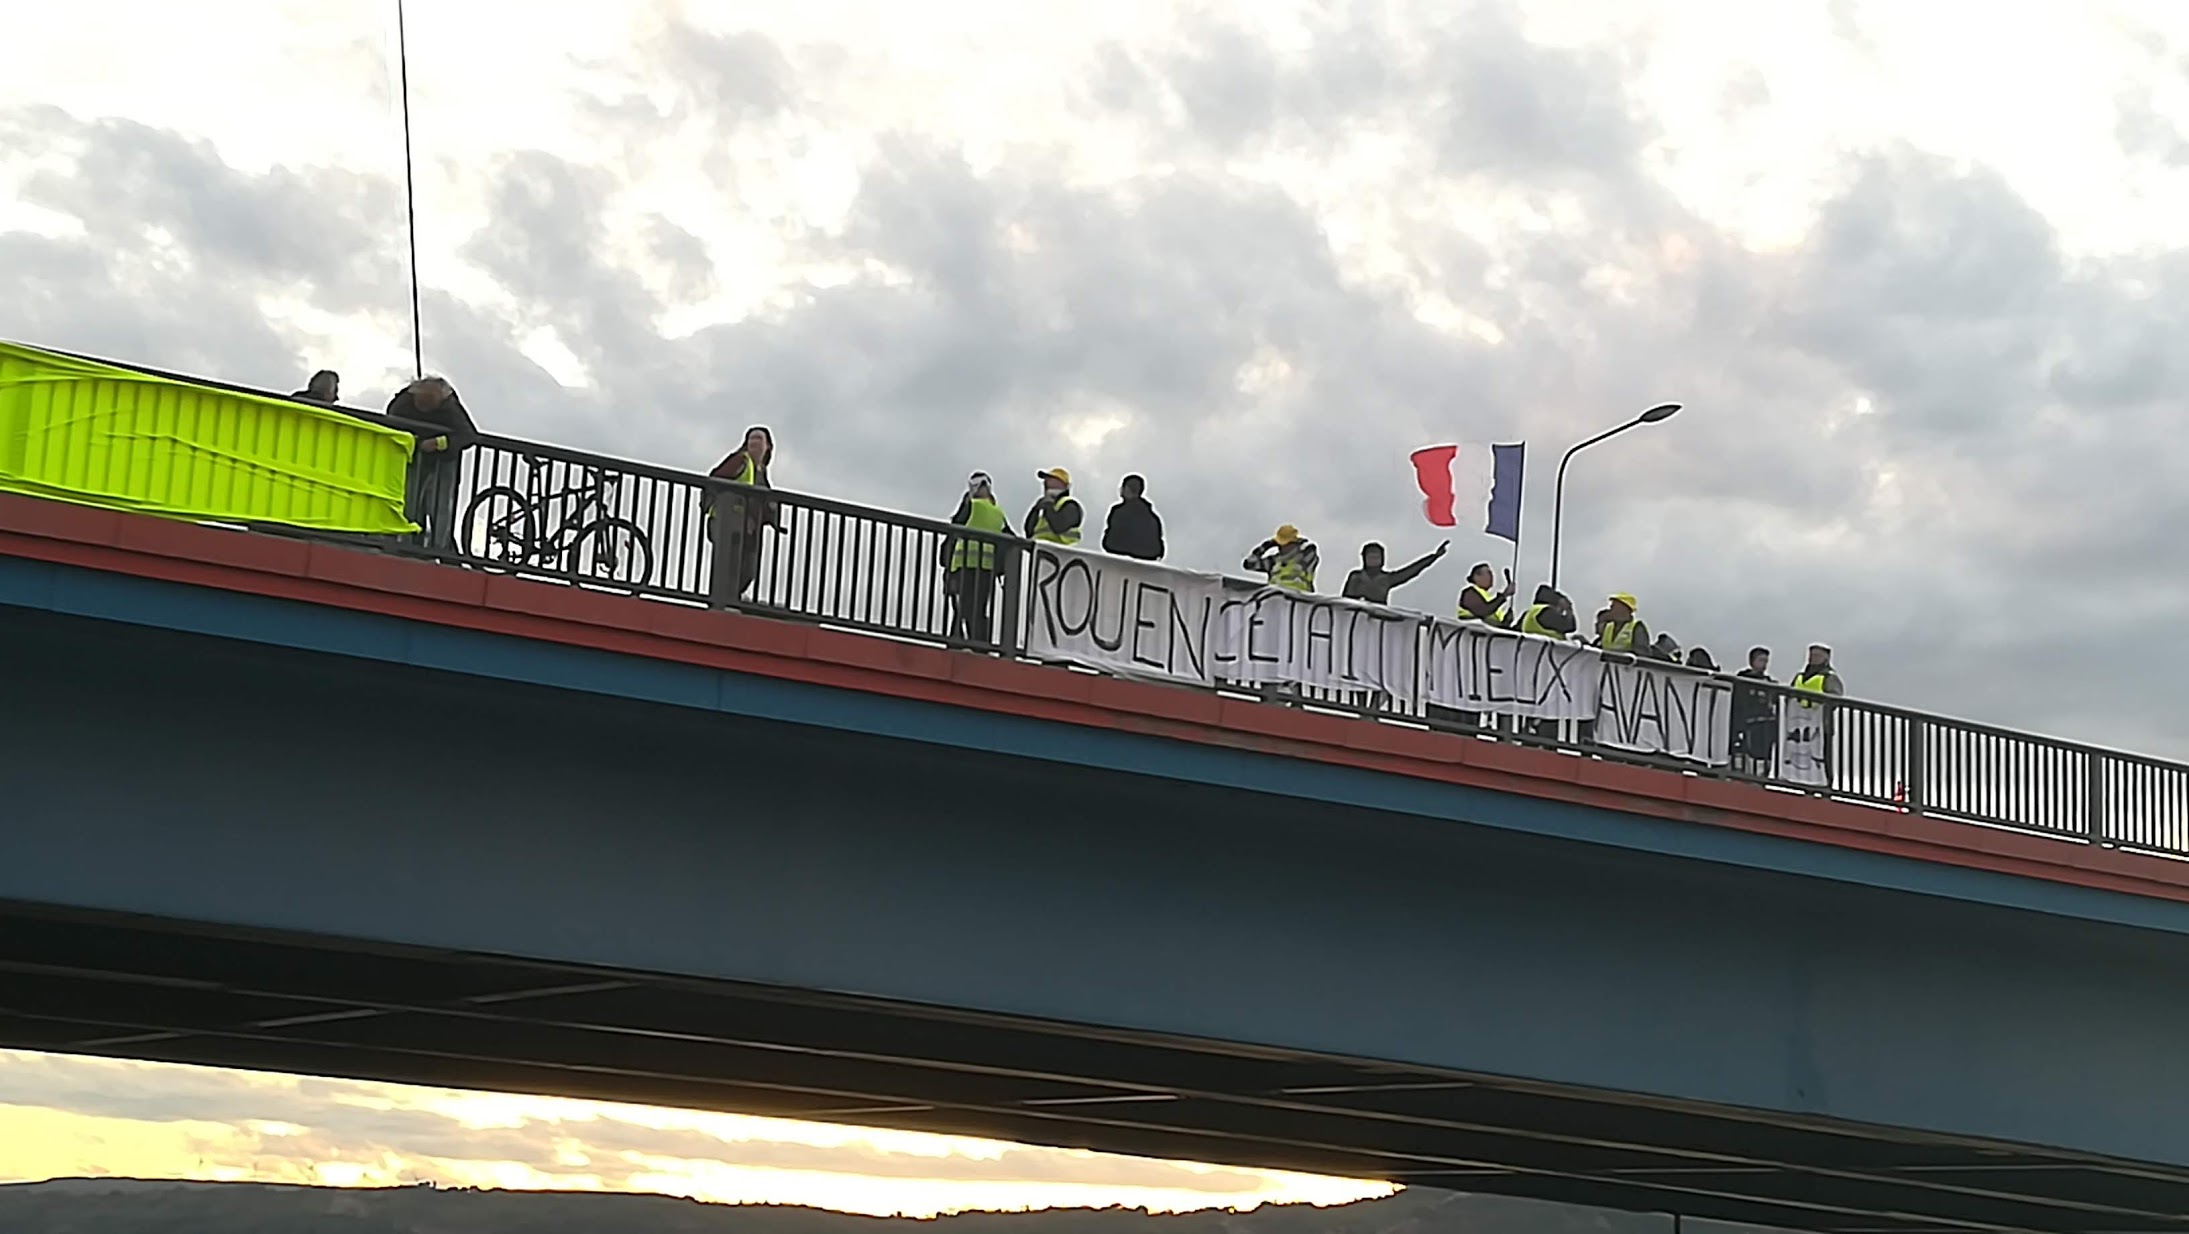 ROUEN C'ÉTAIT MIEUX AVANT